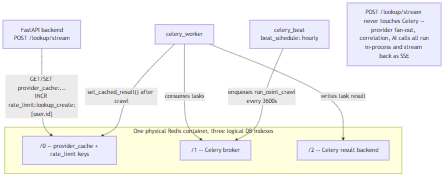 FastAPI backend
POST /lookup/stream
celery_worker
celery_beat
beat_schedule: hourly
POST /lookup/stream
never touches Celery --
provider fan-out,
correlation, AI calls all run
in-process and stream
back as SSE
GET/SET
provider_cache:...
INCR
rate_limit:lookup_create:
{user.id}
set_cached_result() after
crawl
consumes tasks
enqueues run_osint_crawl
every 3600s
writes task result
One physical Redis container, three logical DB indexes
/0 -- provider_cache +
rate_limit keys
/1 -- Celery broker
/2 -- Celery result backend